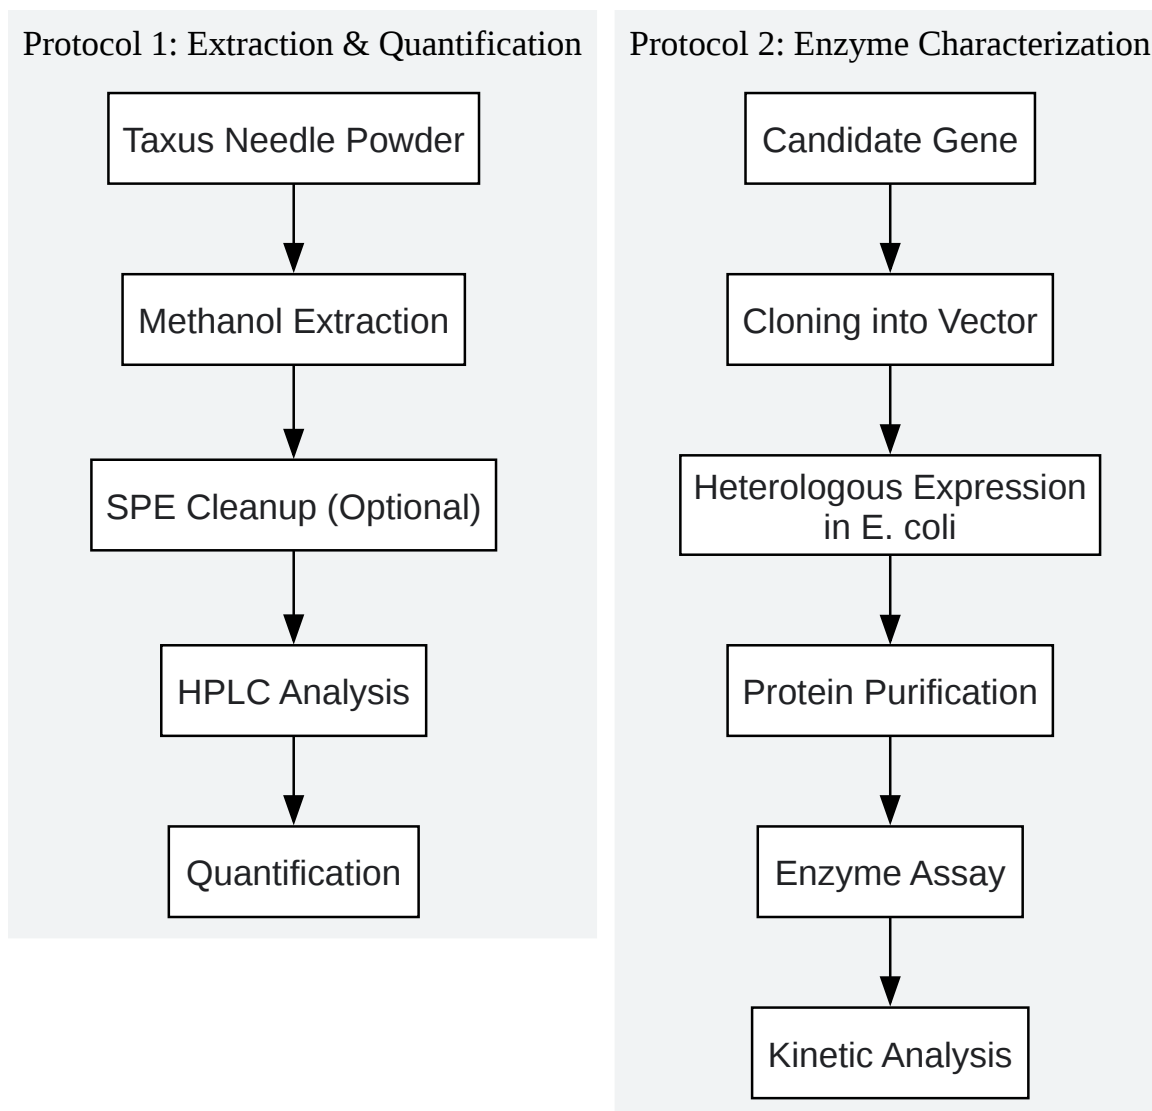 Protocol 1: Extraction & Quantification
Taxus Needle Powder
Methanol Extraction
SPE Cleanup (Optional)
HPLC Analysis
Quantification
Protocol 2: Enzyme Characterization
Candidate Gene
Cloning into Vector
Heterologous Expression
in E. coli
Protein Purification
Enzyme Assay
Kinetic Analysis